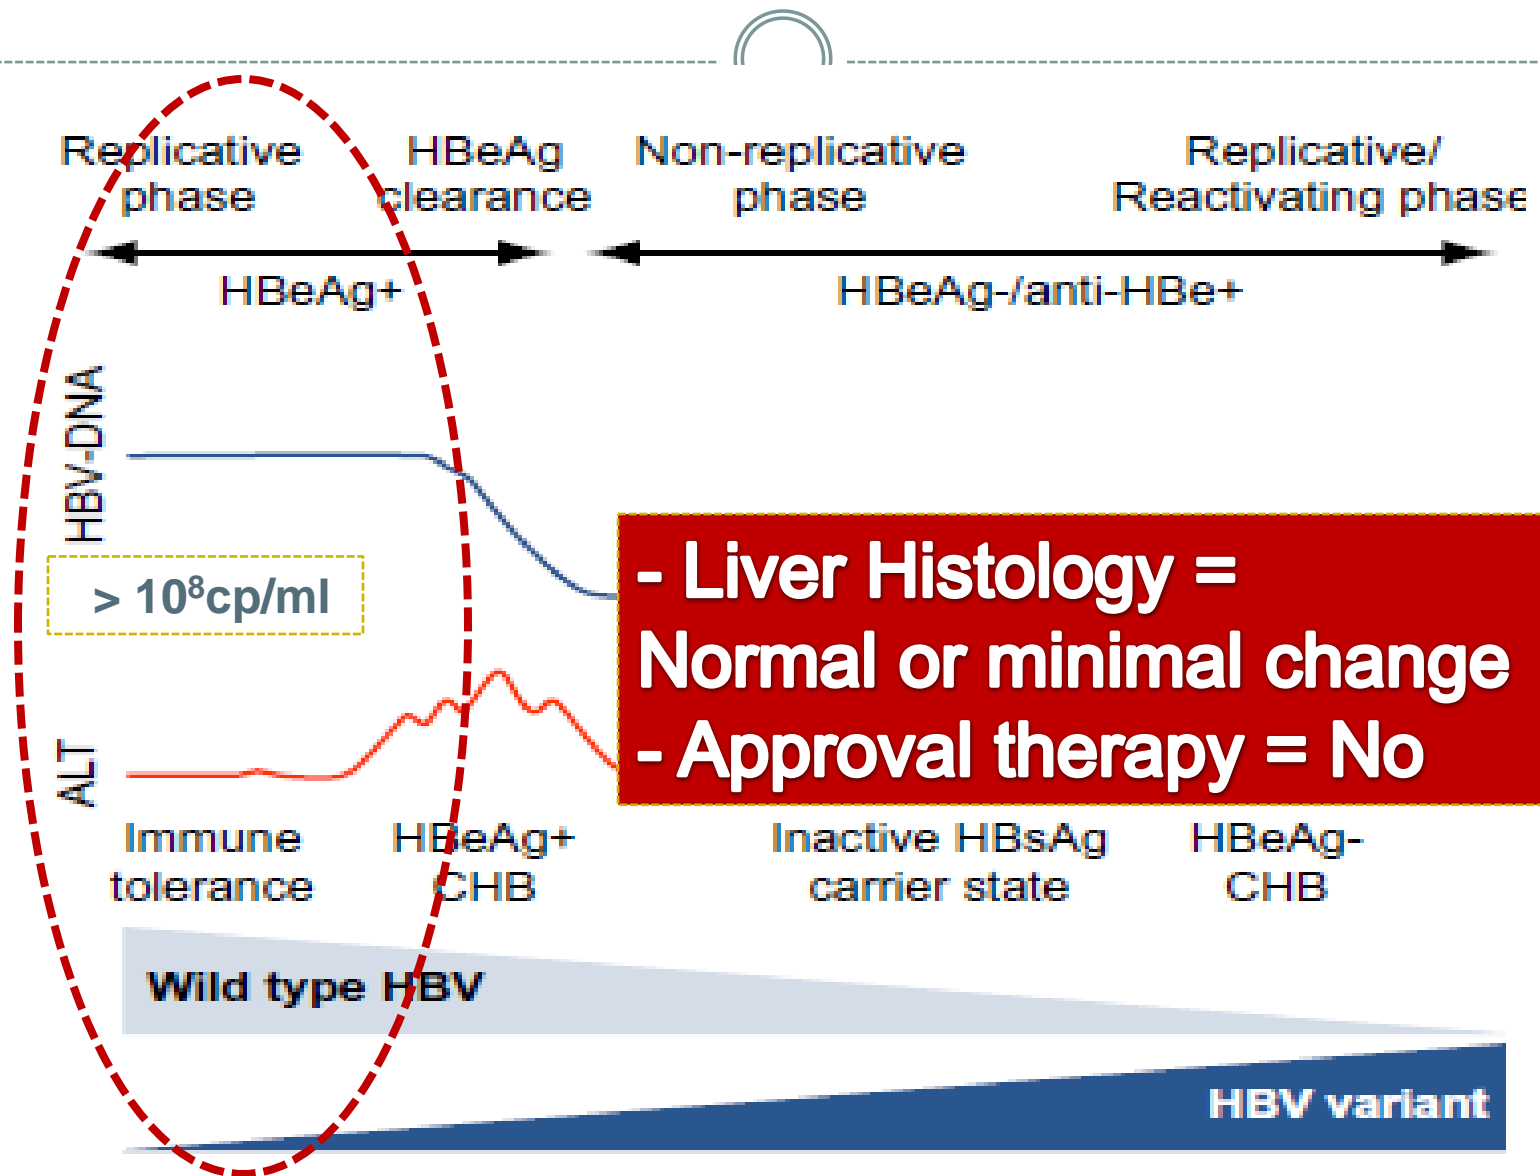 Replicative
phase
HBeAg
clearance
Non-replicative
phase
Replicative/
Reactivating phase
HBeAg+
HBeAg-/anti-HBe+
HBV-DNA
> 10⁸cp/ml
- Liver Histology =
Normal or minimal change
- Approval therapy = No
ALT
Immune
tolerance
HBeAg+
CHB
Inactive HBsAg
carrier state
HBeAg-
CHB
Wild type HBV
HBV variant